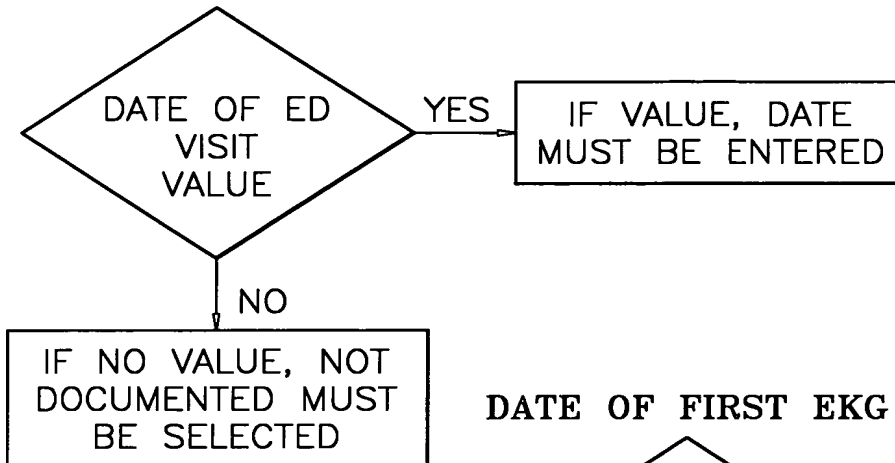 DATE OF ED
VISIT
VALUE
YES
IF VALUE, DATE
MUST BE ENTERED
NO
IF NO VALUE, NOT
DOCUMENTED MUST
BE SELECTED
DATE OF FIRST EKG